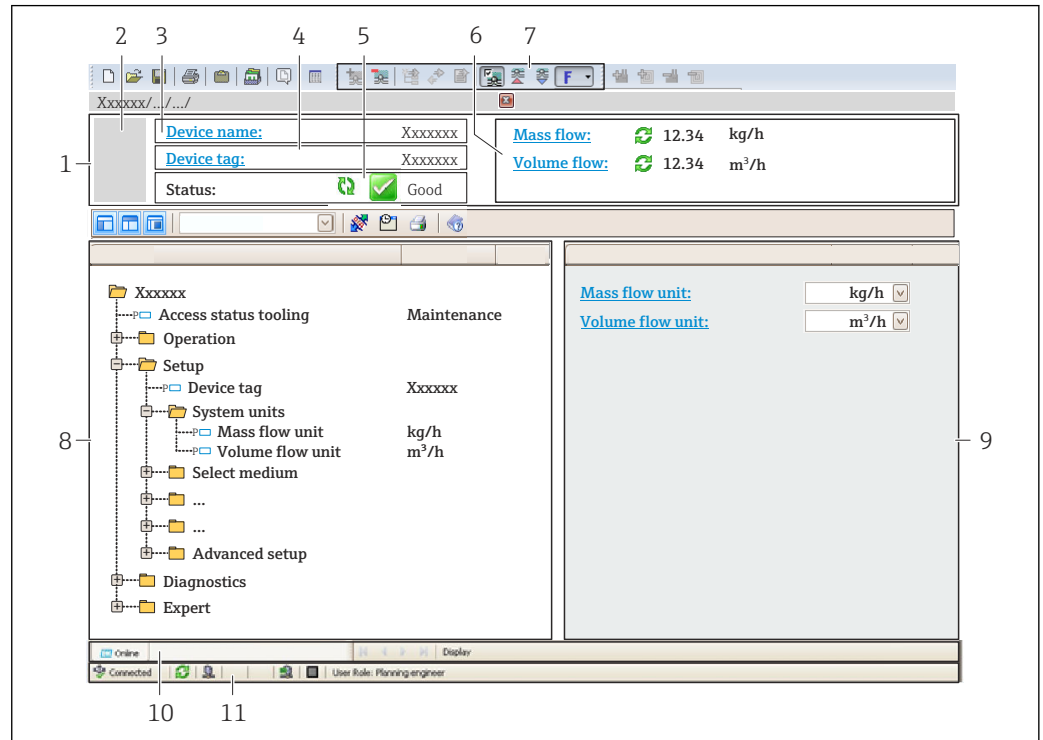 2 3 4 5 6 7
F
Xxxxxx/.../.../
1
Device name: Xxxxxxx
Device tag: Xxxxxxx
Status: Good
Mass flow: 12.34 kg/h
Volume flow: 12.34 m³/h
Xxxxxx
Access status tooling Maintenance
Operation
Setup
Device tag Xxxxxx
System units
Mass flow unit kg/h
Volume flow unit m³/h
Select medium
...
...
Advanced setup
Diagnostics
Expert
8
Mass flow unit: kg/h
Volume flow unit: m³/h
9
Online Display
Connected User Role: Planning engineer
10 11